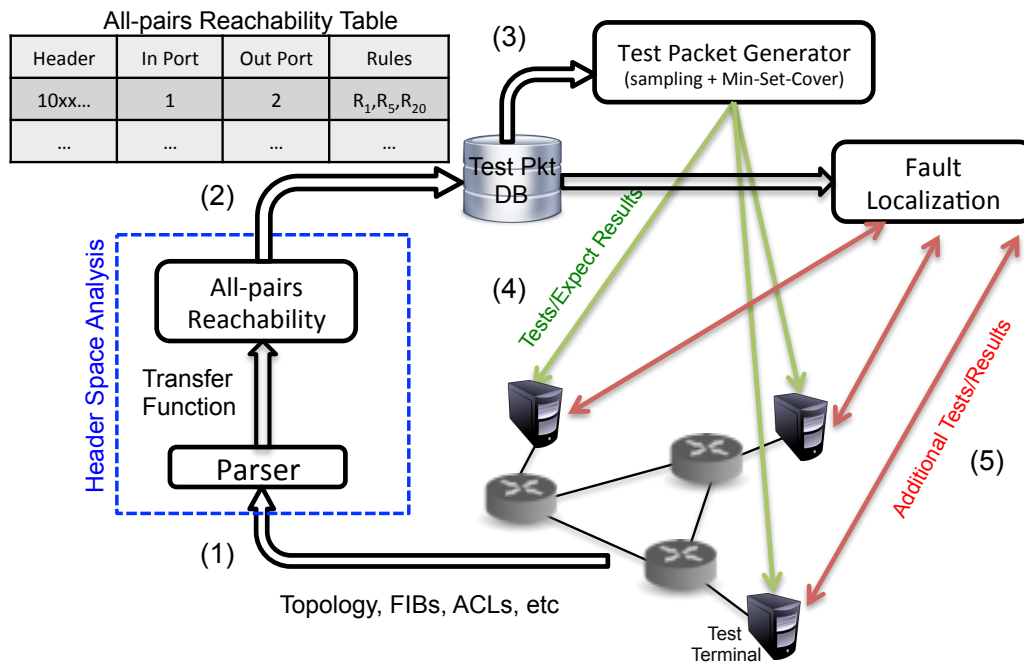 All-pairs Reachability Table
Header In Port Out Port Rules
10xx... 1 2 R1,R5,R20
... ... ... ...
(3)
Test Packet Generator
(sampling + Min-Set-Cover)
Test Pkt
DB
Fault
Localization
(2)
Header Space Analysis
All-pairs
Reachability
Transfer
Function
Parser
(1)
Topology, FIBs, ACLs, etc
(4)
Tests/Expect Results
Additional Tests/Results
(5)
Test
Terminal